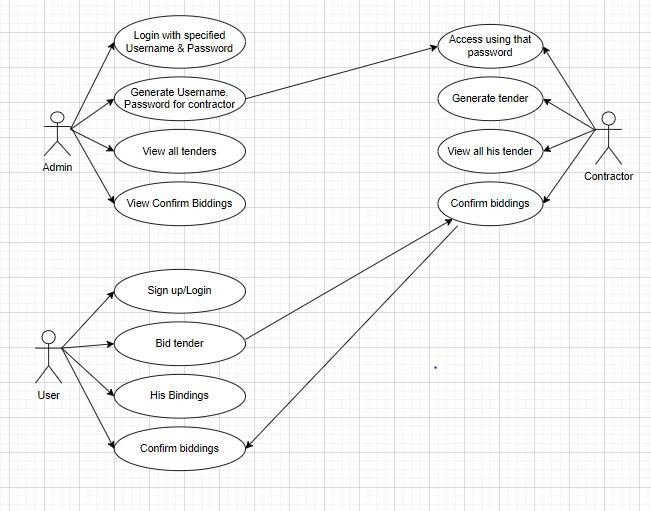 Login with specified
Username & Password
Generate Username,
Password for contractor
View all tenders
View Confirm Biddings
Admin
Access using that
password
Generate tender
View all his tender
Confirm biddings
Contractor
Sign up/Login
Bid tender
His Bindings
Confirm biddings
User